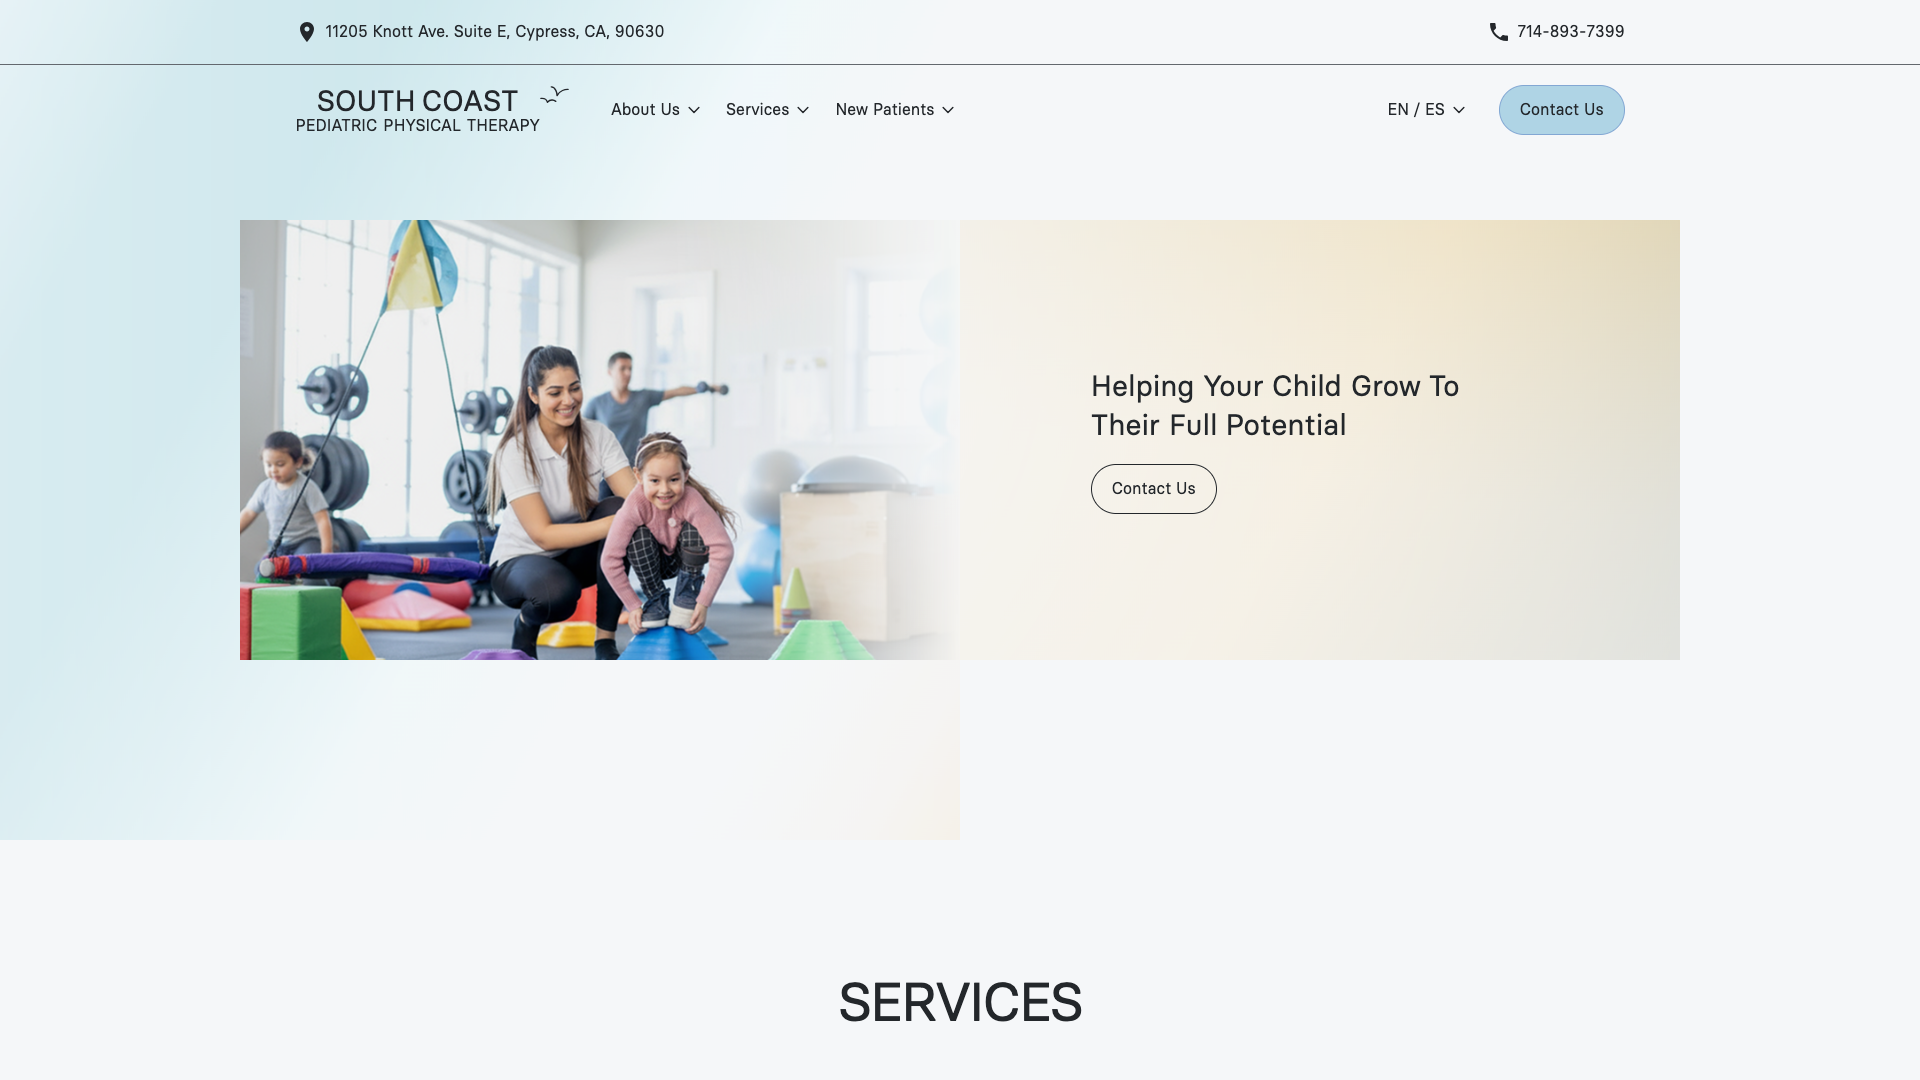 11205 Knott Ave. Suite E, Cypress, CA, 90630
714-893-7399
SOUTH COAST
PEDIATRIC PHYSICAL THERAPY
About Us
Services
New Patients
EN / ES
Contact Us
Helping Your Child Grow To
Their Full Potential
Contact Us
SERVICES